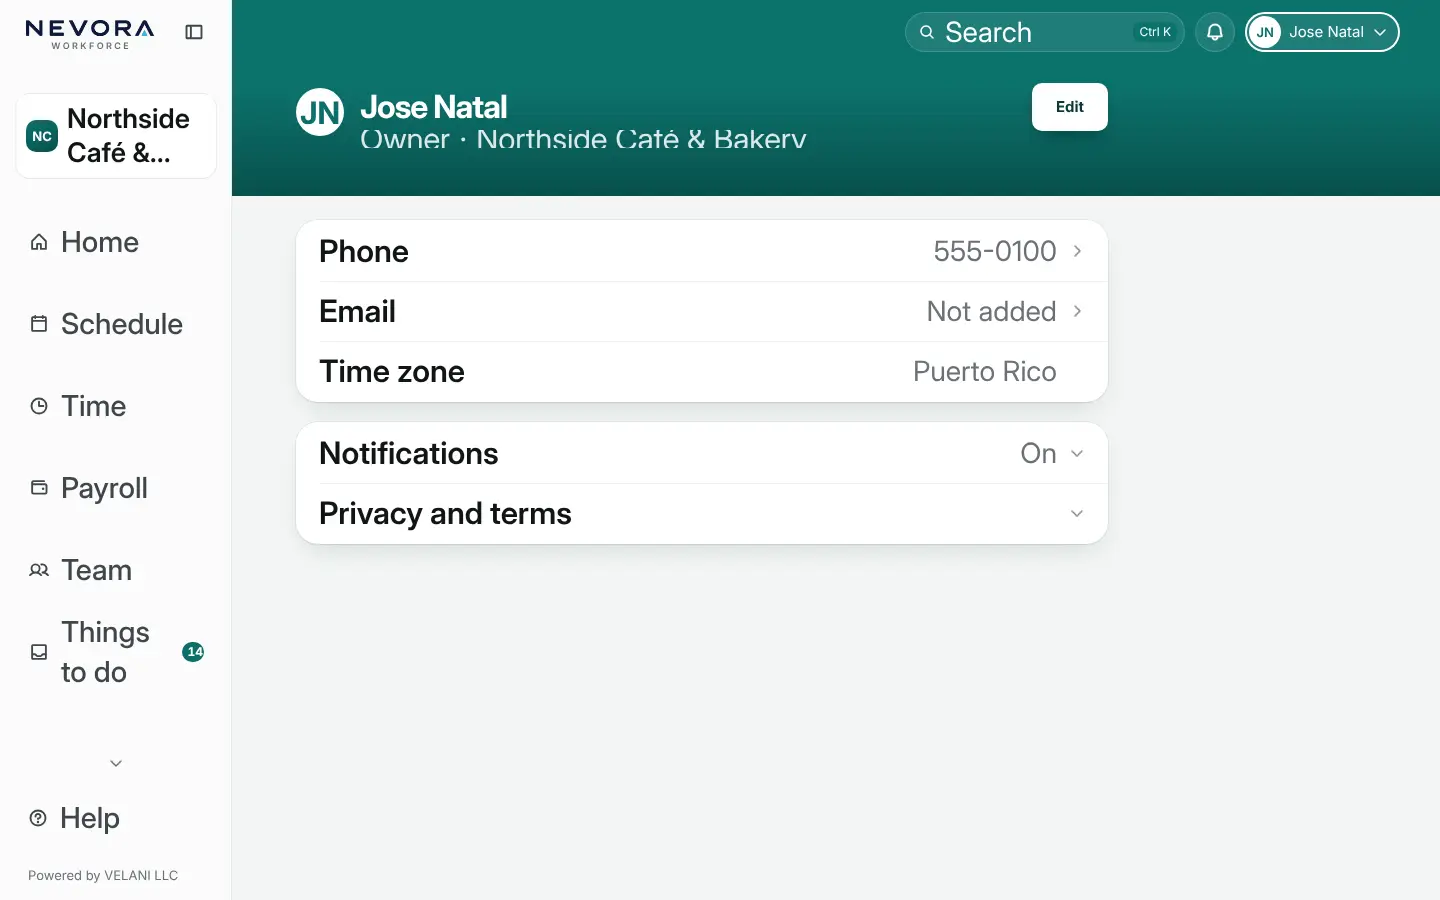 NEVORA
WORKFORCE
NC
Northside
Café &...
Home
Schedule
Time
Payroll
Team
Things
to do
14
Help
Powered by VELANI LLC
Search
Ctrl K
JN
Jose Natal
JN
Jose Natal
Owner · Northside Café & Bakery
Edit
Phone
555-0100
Email
Not added
Time zone
Puerto Rico
Notifications
On
Privacy and terms